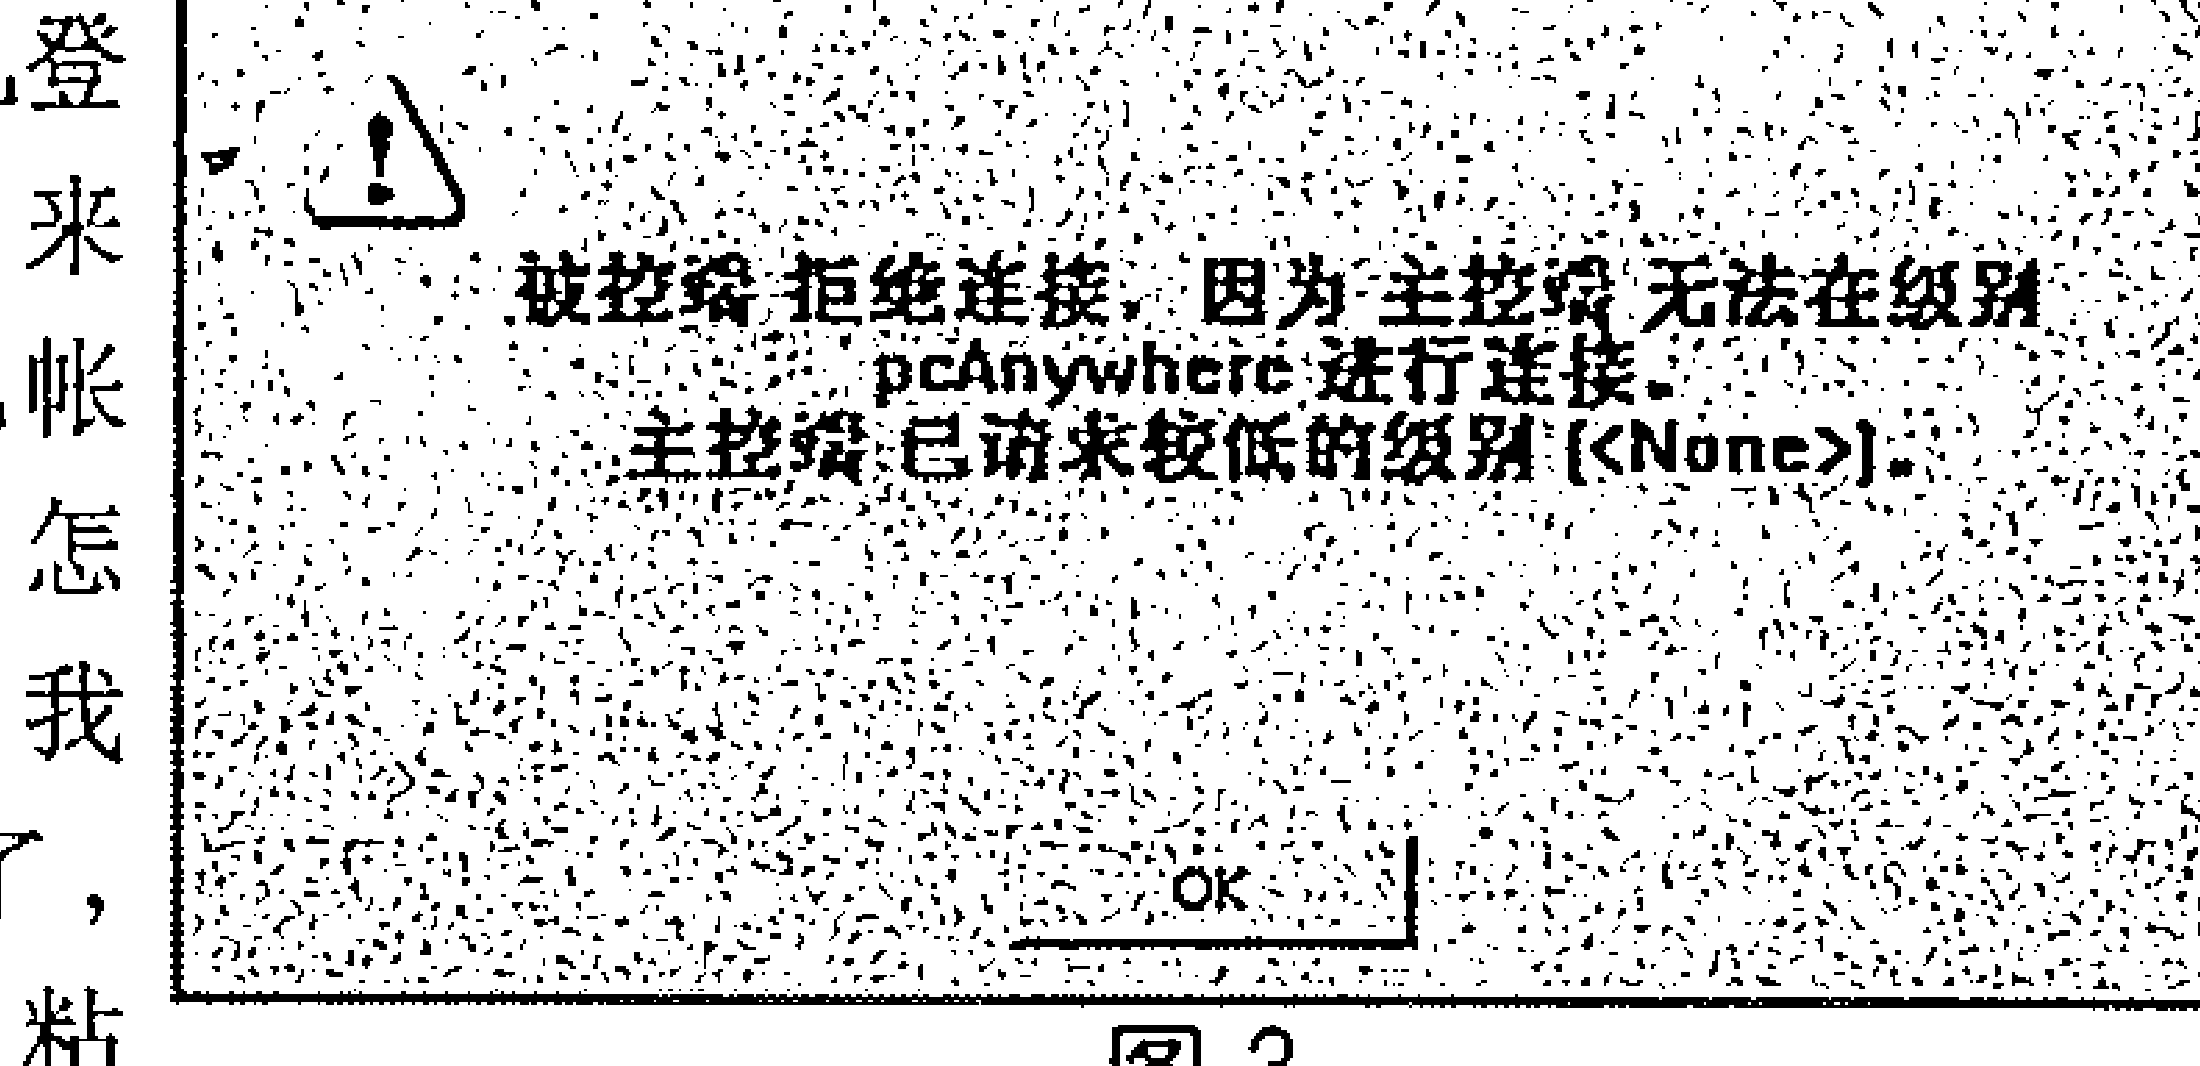 登
来
帐
怎
我
了，
粘
被控端 拒绝连接，因为 主控端 无法在级别
pcAnywhere 进行连接。
主控端 已请求较低的级别 (<None>)。
OK
图